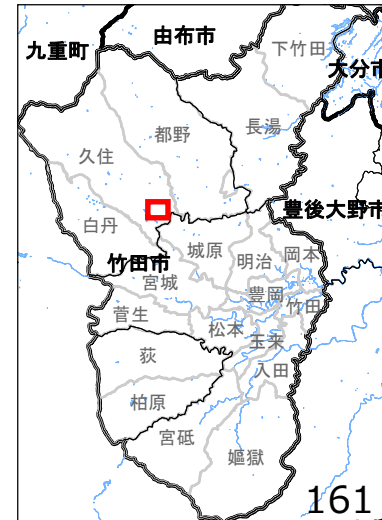 由布市
九重町
下竹田
大分市
都野
長湯
久住
白丹
豊後大野市
城原
岡本
明治
竹田市
宮城
豊岡
竹田
菅生
松本
玉来
荻
入田
柏原
宮砥
嫗獄
161